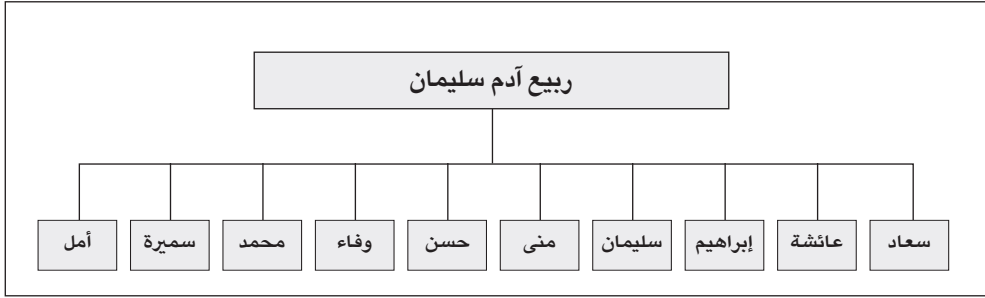 ربيع آدم سليمان
سعاد عائشة إبراهيم سليمان منى حسن وفاء محمد سميرة أمل